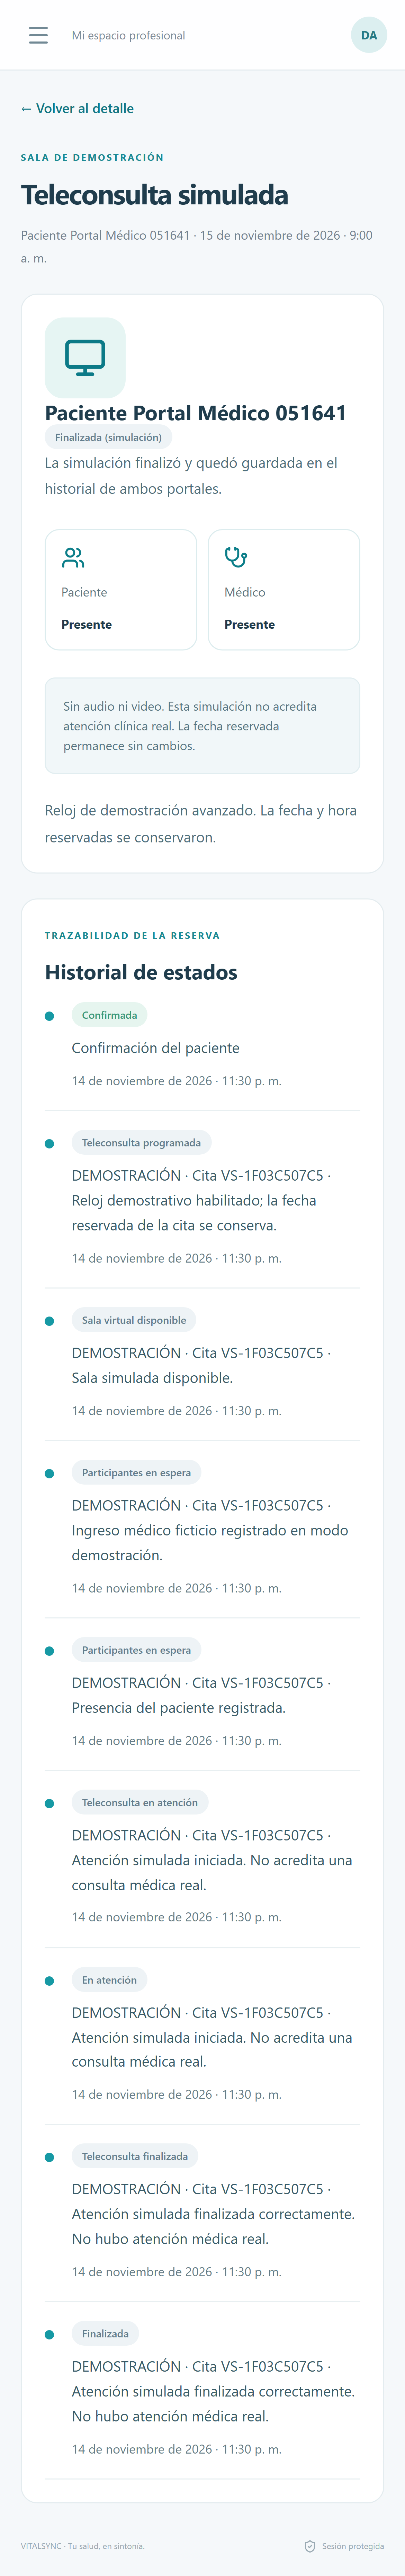 Mi espacio profesional
DA
← Volver al detalle
SALA DE DEMOSTRACIÓN
Teleconsulta simulada
Paciente Portal Médico 051641 · 15 de noviembre de 2026 · 9:00
a. m.
Paciente Portal Médico 051641
Finalizada (simulación)
La simulación finalizó y quedó guardada en el
historial de ambos portales.
Paciente
Presente
Médico
Presente
Sin audio ni video. Esta simulación no acredita
atención clínica real. La fecha reservada
permanece sin cambios.
Reloj de demostración avanzado. La fecha y hora
reservadas se conservaron.
TRAZABILIDAD DE LA RESERVA
Historial de estados
Confirmada
Confirmación del paciente
14 de noviembre de 2026 · 11:30 p. m.
Teleconsulta programada
DEMOSTRACIÓN · Cita VS-1F03C507C5 ·
Reloj demostrativo habilitado; la fecha
reservada de la cita se conserva.
14 de noviembre de 2026 · 11:30 p. m.
Sala virtual disponible
DEMOSTRACIÓN · Cita VS-1F03C507C5 ·
Sala simulada disponible.
14 de noviembre de 2026 · 11:30 p. m.
Participantes en espera
DEMOSTRACIÓN · Cita VS-1F03C507C5 ·
Ingreso médico ficticio registrado en modo
demostración.
14 de noviembre de 2026 · 11:30 p. m.
Participantes en espera
DEMOSTRACIÓN · Cita VS-1F03C507C5 ·
Presencia del paciente registrada.
14 de noviembre de 2026 · 11:30 p. m.
Teleconsulta en atención
DEMOSTRACIÓN · Cita VS-1F03C507C5 ·
Atención simulada iniciada. No acredita una
consulta médica real.
14 de noviembre de 2026 · 11:30 p. m.
En atención
DEMOSTRACIÓN · Cita VS-1F03C507C5 ·
Atención simulada iniciada. No acredita una
consulta médica real.
14 de noviembre de 2026 · 11:30 p. m.
Teleconsulta finalizada
DEMOSTRACIÓN · Cita VS-1F03C507C5 ·
Atención simulada finalizada correctamente.
No hubo atención médica real.
14 de noviembre de 2026 · 11:30 p. m.
Finalizada
DEMOSTRACIÓN · Cita VS-1F03C507C5 ·
Atención simulada finalizada correctamente.
No hubo atención médica real.
14 de noviembre de 2026 · 11:30 p. m.
VITALSYNC · Tu salud, en sintonía.
Sesión protegida